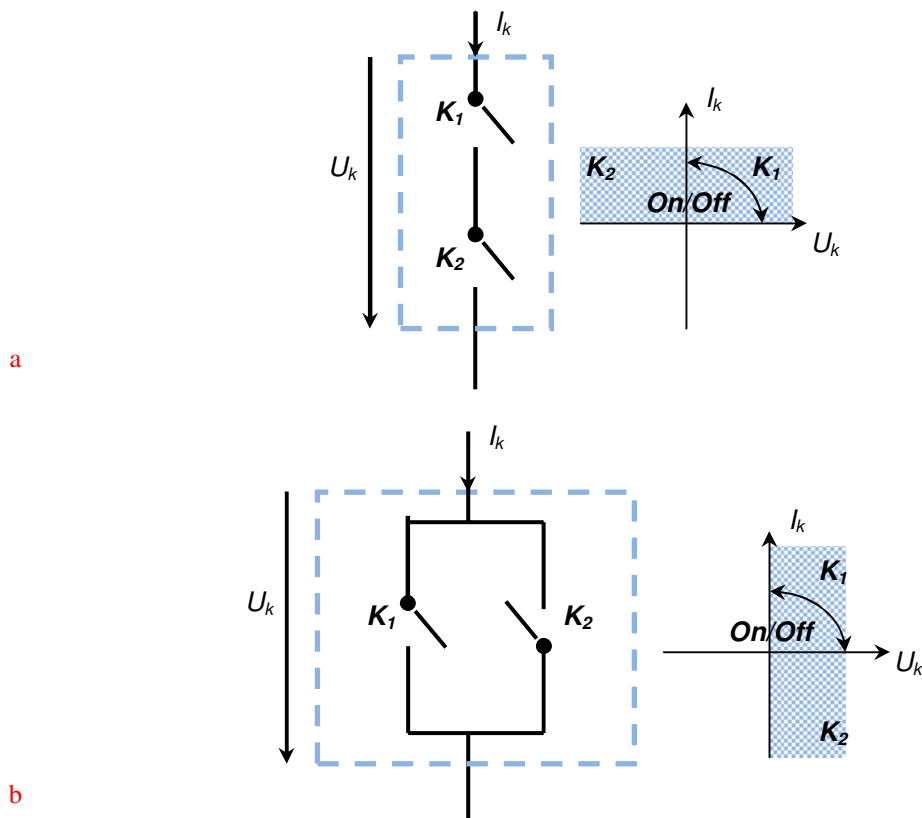 I_k
K_1
I_k
U_k
K_2
K_1
On/Off
K_2
U_k
a
I_k
I_k
K_1
U_k
K_1
K_2
On/Off
U_k
K_2
b